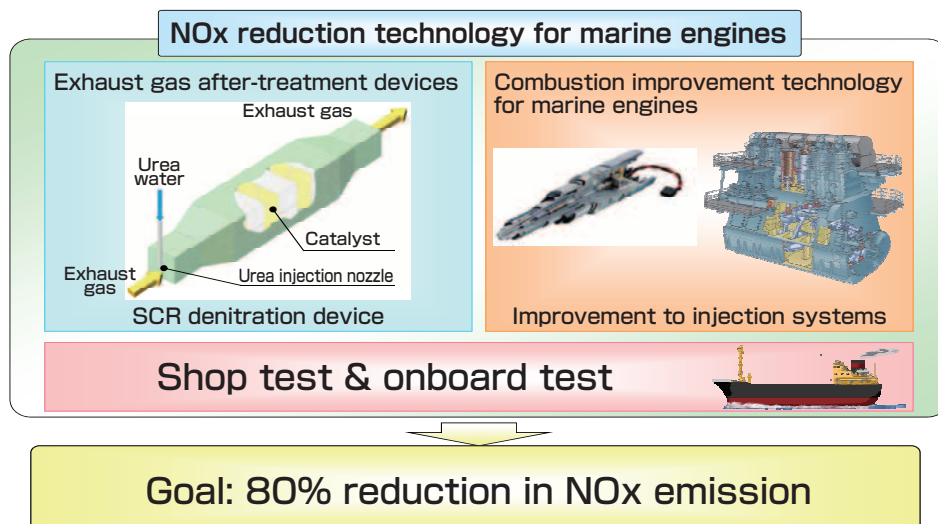 NOx reduction technology for marine engines
Exhaust gas after-treatment devices
Exhaust gas
Urea
water
Catalyst
Urea injection nozzle
Exhaust
gas
SCR denitration device
Combustion improvement technology
for marine engines
Improvement to injection systems
Shop test & onboard test
Goal: 80% reduction in NOx emission